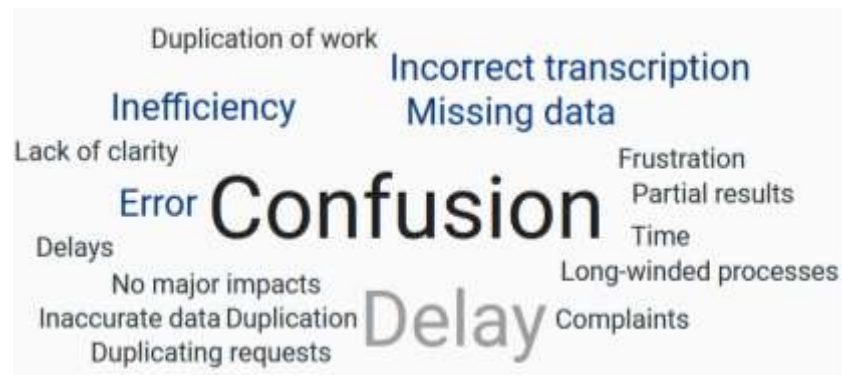 Duplication of work
Incorrect transcription
Inefficiency
Missing data
Lack of clarity
Frustration
Error
Confusion
Partial results
Time
Delays
Long-winded processes
No major impacts
Inaccurate data
Duplication
Delay
Complaints
Duplicating requests